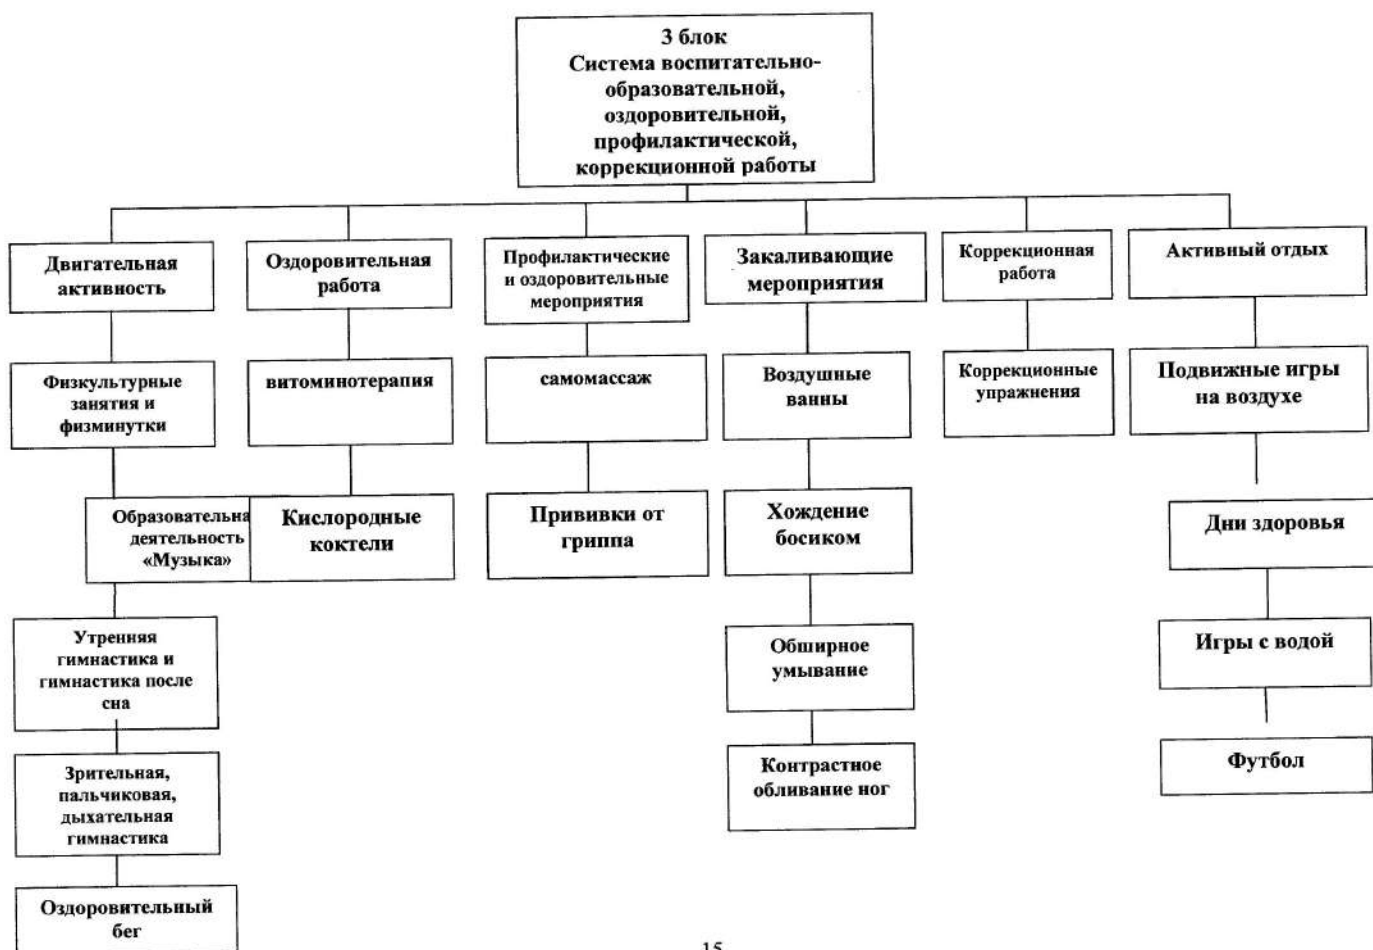 3 блок
Система воспитательно-
образовательной,
оздоровительной,
профилактической,
коррекционной работы
Двигательная
активность
Оздоровительная
работа
Профилактические
и оздоровительные
мероприятия
Закаливающие
мероприятия
Коррекционная
работа
Активный отдых
Физкультурные
занятия и
физминутки
витоминотерапия
самомассаж
Воздушные
ванны
Коррекционные
упражнения
Подвижные игры
на воздухе
Образовательна
деятельность
«Музыка»
Кислородные
коктели
Прививки от
гриппа
Хождение
босиком
Дни здоровья
Утренняя
гимнастика и
гимнастика после
сна
Обширное
умывание
Игры с водой
Зрительная,
пальчиковая,
дыхательная
гимнастика
Контрастное
обливание ног
Футбол
Оздоровительный
бег
15